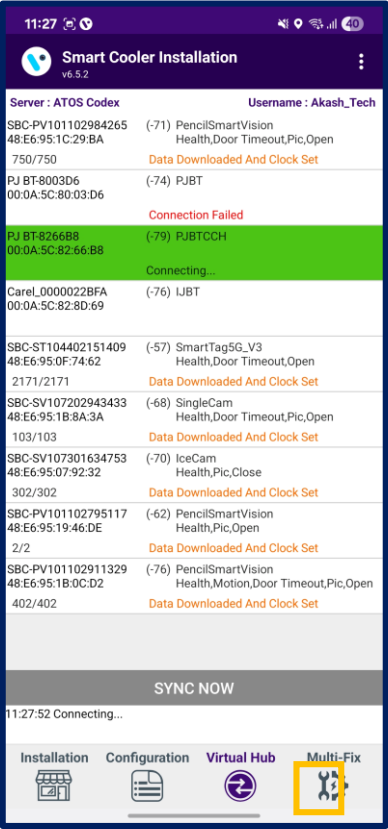 11:27 40
Smart Cooler Installation
v6.5.2
Server : ATOS Codex Username : Akash_Tech
SBC-PV101102984265 (-71) PencilSmartVision
48:E6:95:1C:29:BA Health,Door Timeout,Pic,Open
750/750 Data Downloaded And Clock Set
PJ BT-8003D6 (-74) PJBT
00:0A:5C:80:03:D6
Connection Failed
PJ BT-8266B8 (-79) PJBTCCH
00:0A:5C:82:66:B8
Connecting...
Carel_0000022BFA (-76) IJBT
00:0A:5C:82:8D:69
SBC-ST104402151409 (-57) SmartTag5G_V3
48:E6:95:0F:74:62 Health,Door Timeout,Open
2171/2171 Data Downloaded And Clock Set
SBC-SV107202943433 (-68) SingleCam
48:E6:95:1B:8A:3A Health,Door Timeout,Pic,Open
103/103 Data Downloaded And Clock Set
SBC-SV107301634753 (-70) IceCam
48:E6:95:07:92:32 Health,Pic,Close
302/302 Data Downloaded And Clock Set
SBC-PV101102795117 (-62) PencilSmartVision
48:E6:95:19:46:DE Health,Pic,Open
2/2 Data Downloaded And Clock Set
SBC-PV101102911329 (-76) PencilSmartVision
48:E6:95:1B:0C:D2 Health,Motion,Door Timeout,Pic,Open
402/402 Data Downloaded And Clock Set
SYNC NOW
11:27:52 Connecting...
Installation Configuration Virtual Hub Multi-Fix